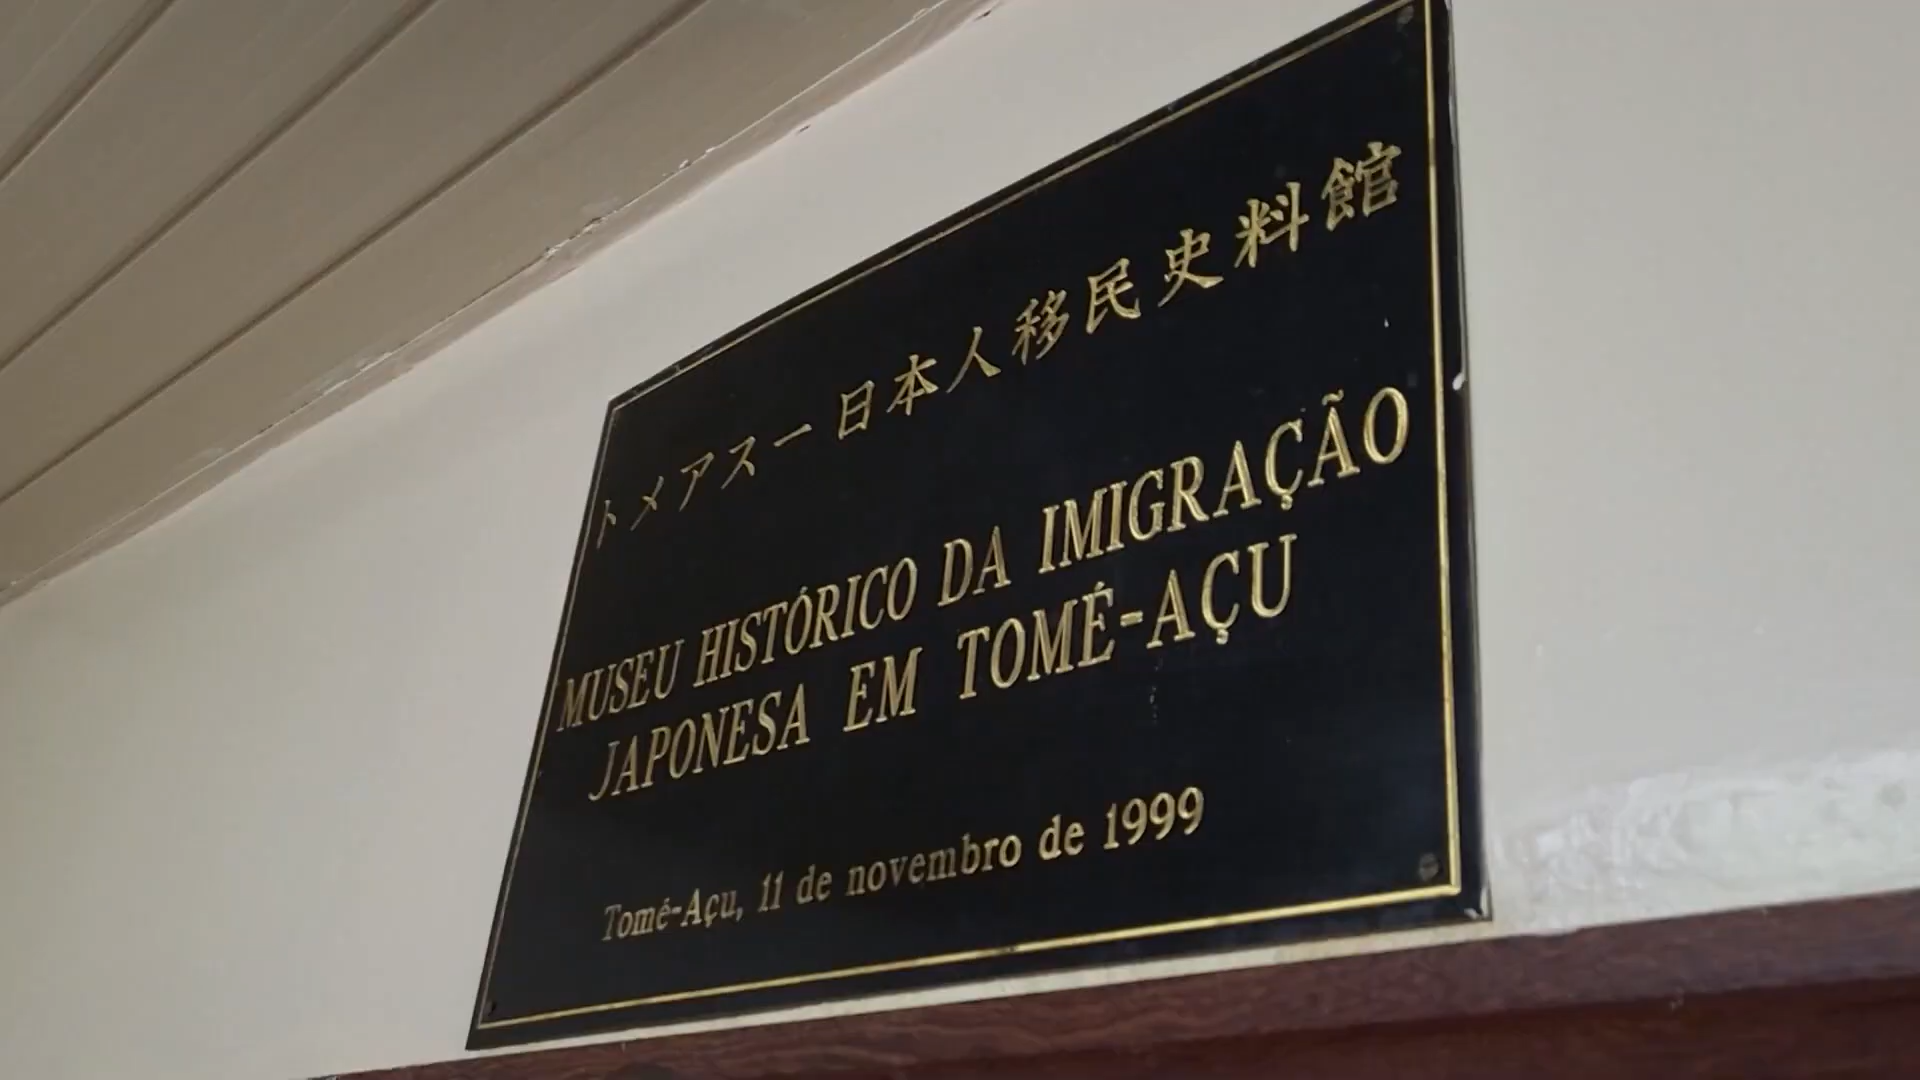 トメアスー日本人移民史料館
MUSEU HISTÓRICO DA IMIGRAÇÃO
JAPONESA EM TOMÉ-AÇU
Tomé-Açu, 11 de novembro de 1999